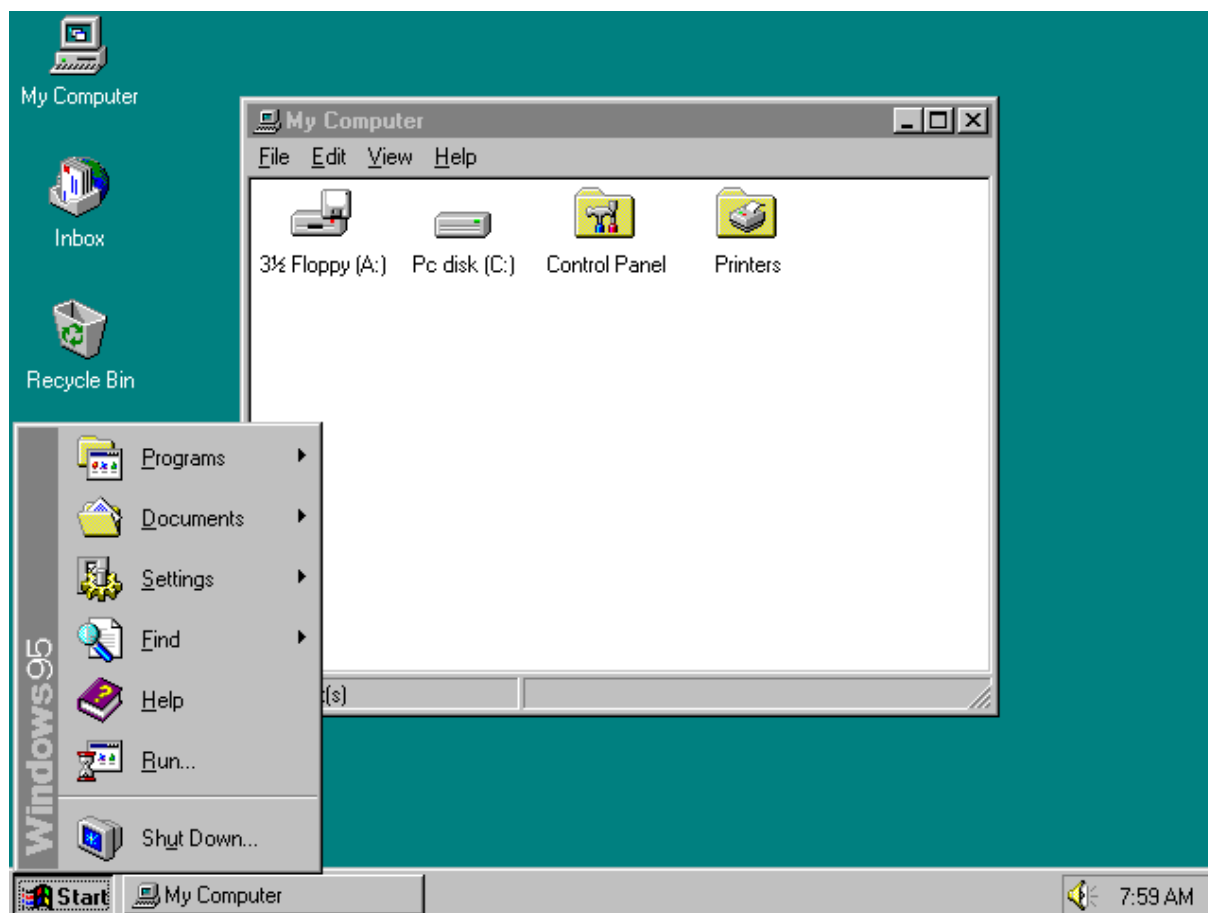 My Computer
Inbox
Recycle Bin
My Computer
File Edit View Help
3½ Floppy (A:) Pc disk (C:) Control Panel Printers
t(s)
Programs
Documents
Settings
Find
Help
Run...
Shut Down...
Windows95
Start My Computer 7:59 AM